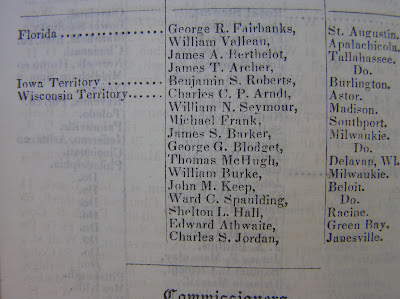 Florida .................. George R. Fairbanks, St. Augustin.
William Valleau, Apalachicola.
James A. Berthelot, Tallahassee.
James T. Archer, Do.
Iowa Territory .......... Benjamin S. Roberts, Burlington.
Wisconsin Territory...... Charles C. P. Arndt, Astor.
William N. Seymour, Madison.
Michael Frank, Southport.
James S. Barker, Milwaukie.
George G. Blodget, Do.
Thomas McHugh, Delavan, WI.
William Burke, Milwaukie.
John M. Keep, Beloit.
Ward C. Spaulding, Do.
Shelton L. Hall, Racine.
Edward Athwaite, Green Bay.
Charles S. Jordan, Janesville.
Commissioners